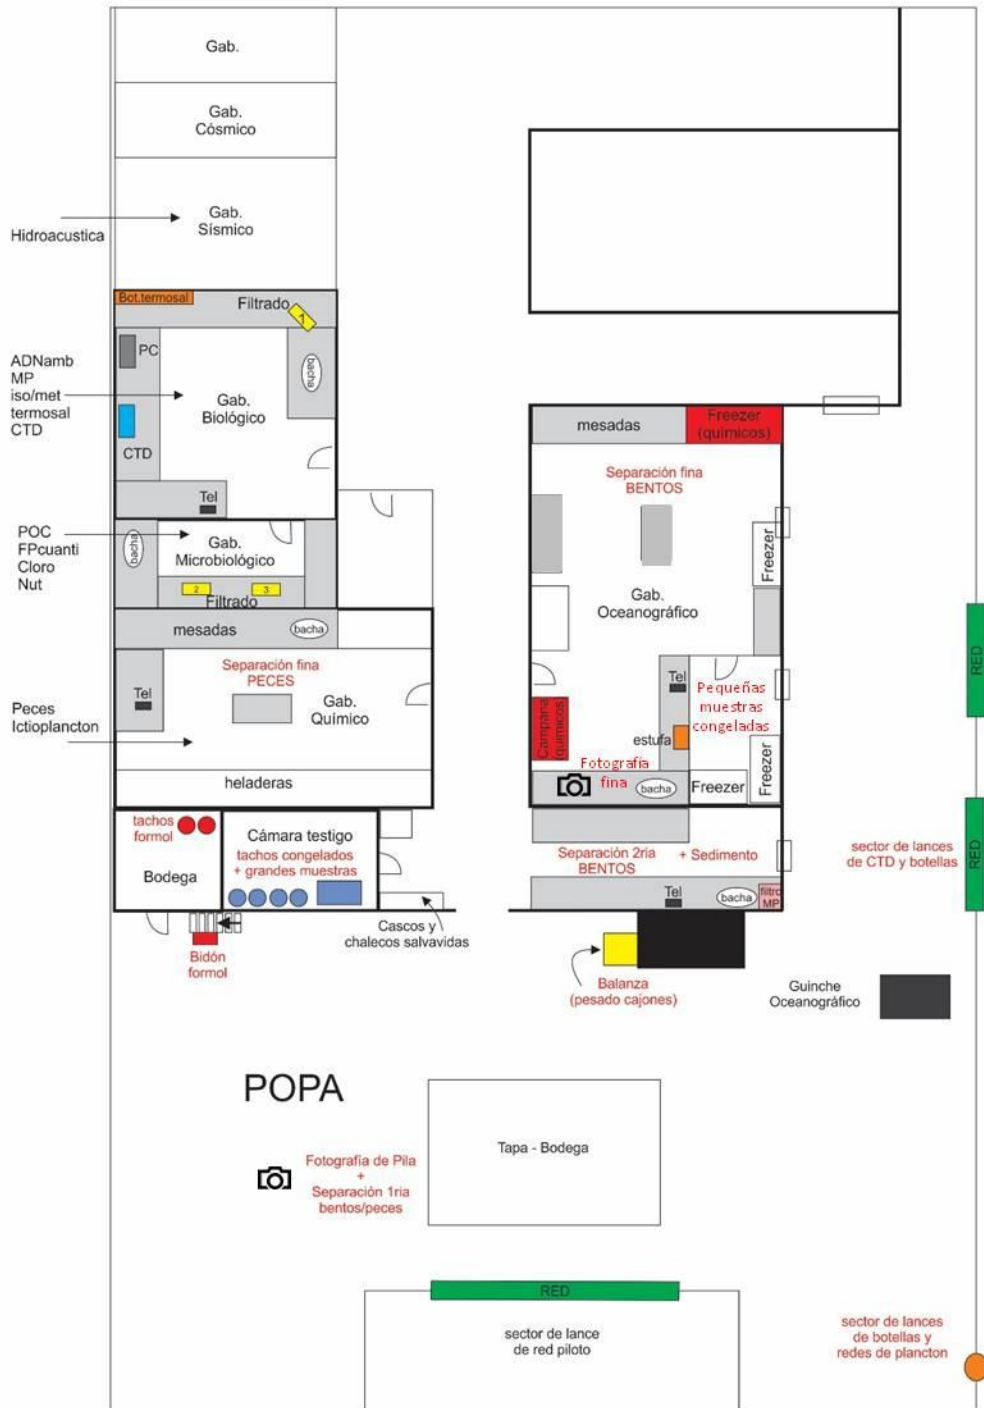 Gab.
Gab.
Cósmico
Gab.
Sísmico
Hidroacustica
Bot.termosal
Filtrado
1
PC
bacha
ADNamb
MP
iso/met
termosal
CTD
Gab.
Biológico
CTD
Tel
POC
FPcuanti
Cloro
Nut
bacha
Gab.
Microbiológico
2
3
Filtrado
mesadas
bacha
Separación fina
PECES
Tel
Gab.
Químico
Peces
Ictioplancton
heladeras
tachos
formol
Bodega
Cámara testigo
tachos congelados
+ grandes muestras
Cascos y
chalecos salvavidas
Bidón
formol
mesadas
Freezer
(químicos)
Separación fina
BENTOS
Freezer
Gab.
Oceanográfico
Tel
Pequeñas
muestras
congeladas
Campana
(químicos)
estufa
Fotografía
fina
bacha
Freezer
Freezer
Separación 2ria
BENTOS
+ Sedimento
Tel
bacha
filtro
MP
Balanza
(pesado cajones)
RED
RED
sector de lances
de CTD y botellas
Guinche
Oceanográfico
POPA
Tapa - Bodega
Fotografía de Pila
+
Separación 1ria
bentos/peces
RED
sector de lance
de red piloto
sector de lances
de botellas y
redes de plancton